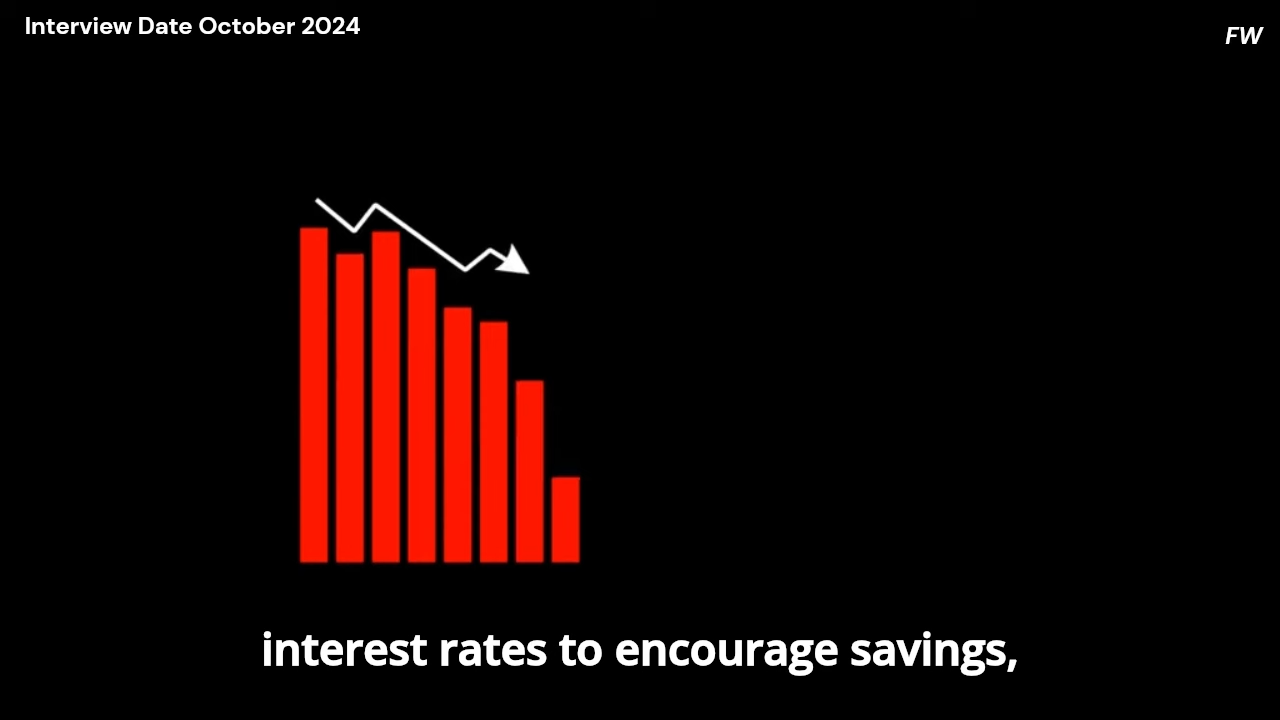 Interview Date October 2024
FW
interest rates to encourage savings,